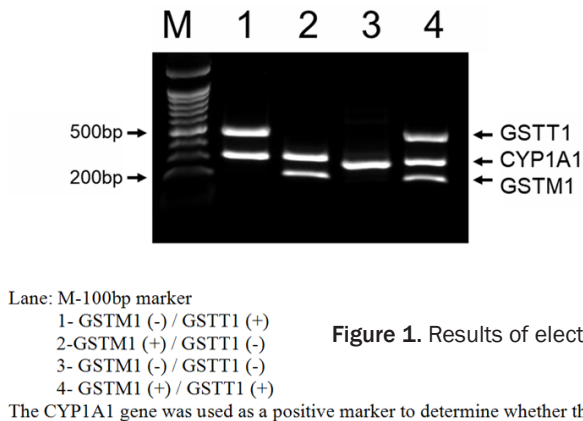 M 1 2 3 4
500bp
GSTT1
CYP1A1
200bp
GSTM1
Lane: M-100bp marker
1- GSTM1 (-) / GSTT1 (+)
2-GSTM1 (+) / GSTT1 (-)
Figure 1. Results of elect
3- GSTM1 (-) / GSTT1 (-)
4- GSTM1 (+) / GSTT1 (+)
The CYP1A1 gene was used as a positive marker to determine whether th